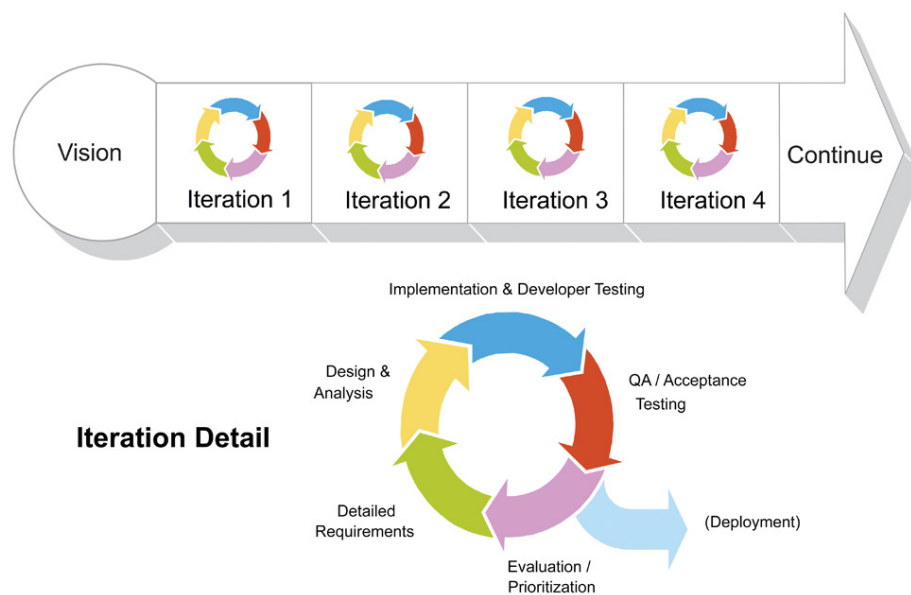 Vision
Iteration 1
Iteration 2
Iteration 3
Iteration 4
Continue
Implementation & Developer Testing
Design &
Analysis
QA / Acceptance
Testing
Iteration Detail
Detailed
Requirements
(Deployment)
Evaluation /
Prioritization